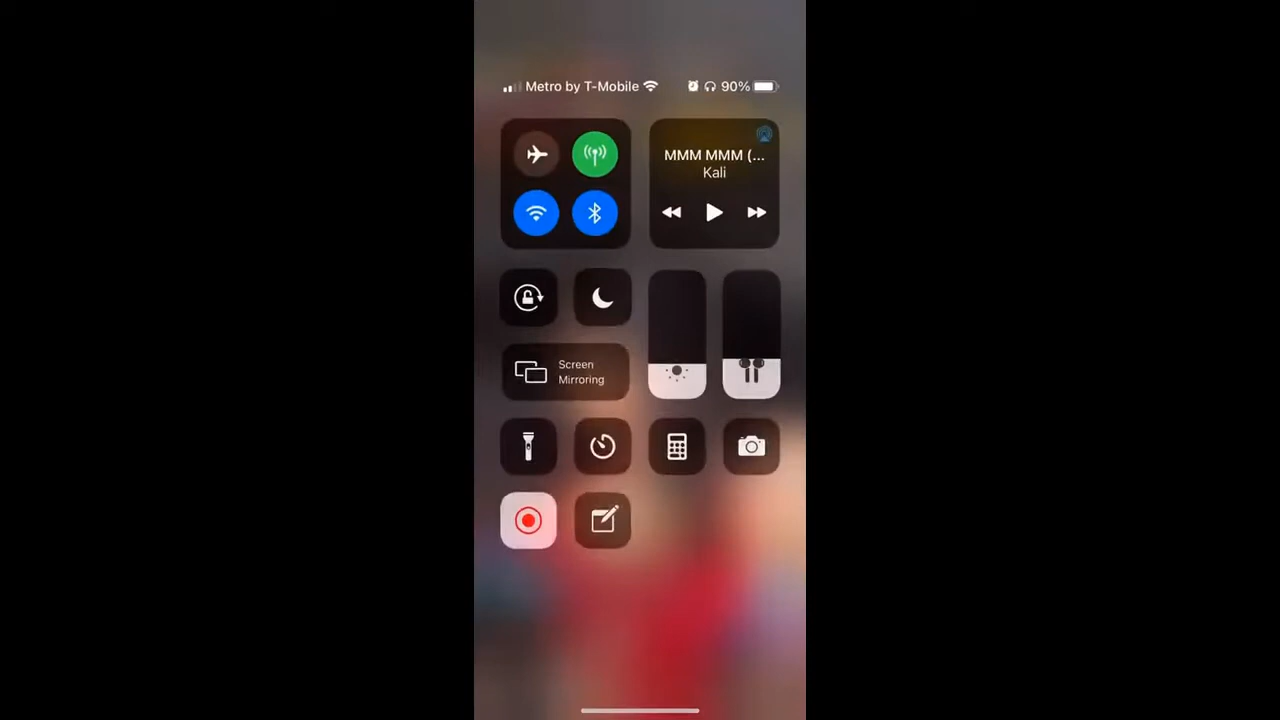 Metro by T-Mobile 90%
MMM MMM (...
Kali
Screen
Mirroring